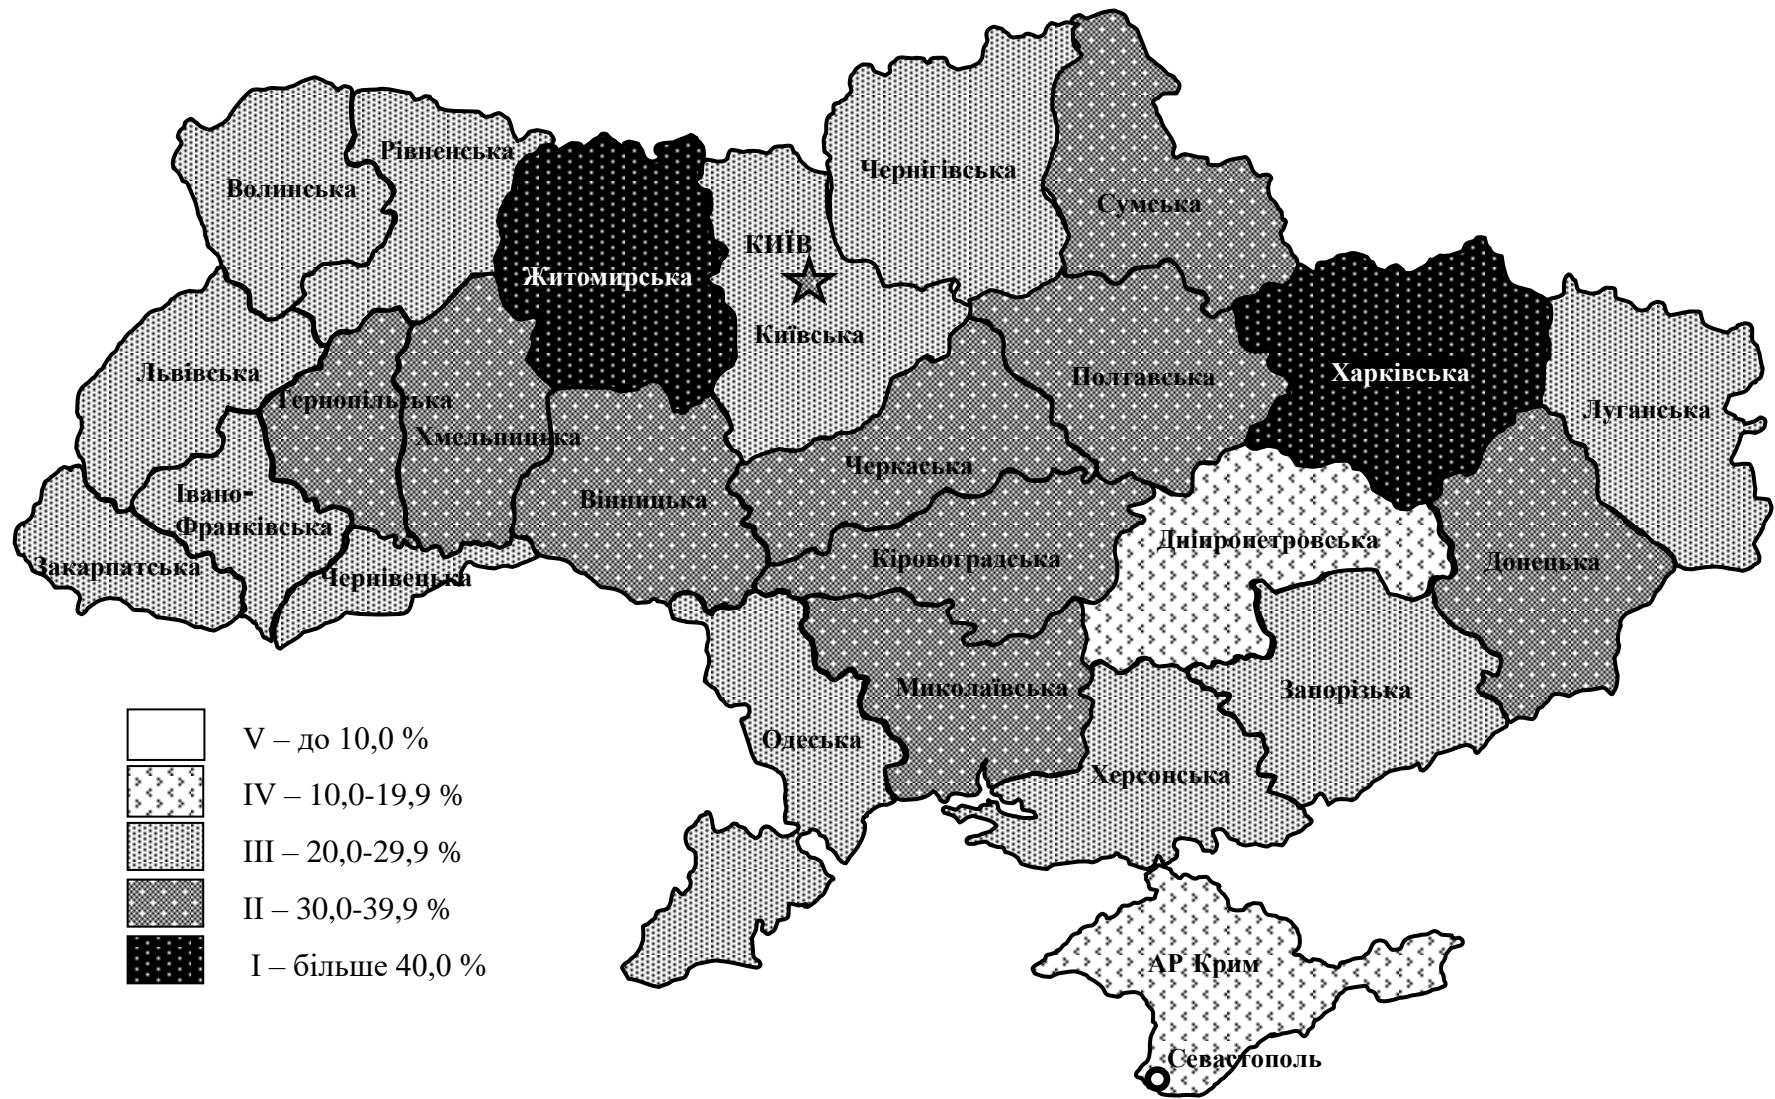 Рівненська
Волинська
Чернігівська
Сумська
КИЇВ
Житомирська
Київська
Львівська
Тернопільська
Хмельницька
Полтавська
Харківська
Луганська
Черкаська
Вінницька
Івано-
Франківська
Закарпатська
Чернівецька
Кіровоградська
Дніпропетровська
Донецька
Миколаївська
Запорізька
Одеська
Херсонська
АР Крим
Севастополь
V – до 10,0 %
IV – 10,0-19,9 %
III – 20,0-29,9 %
II – 30,0-39,9 %
I – більше 40,0 %